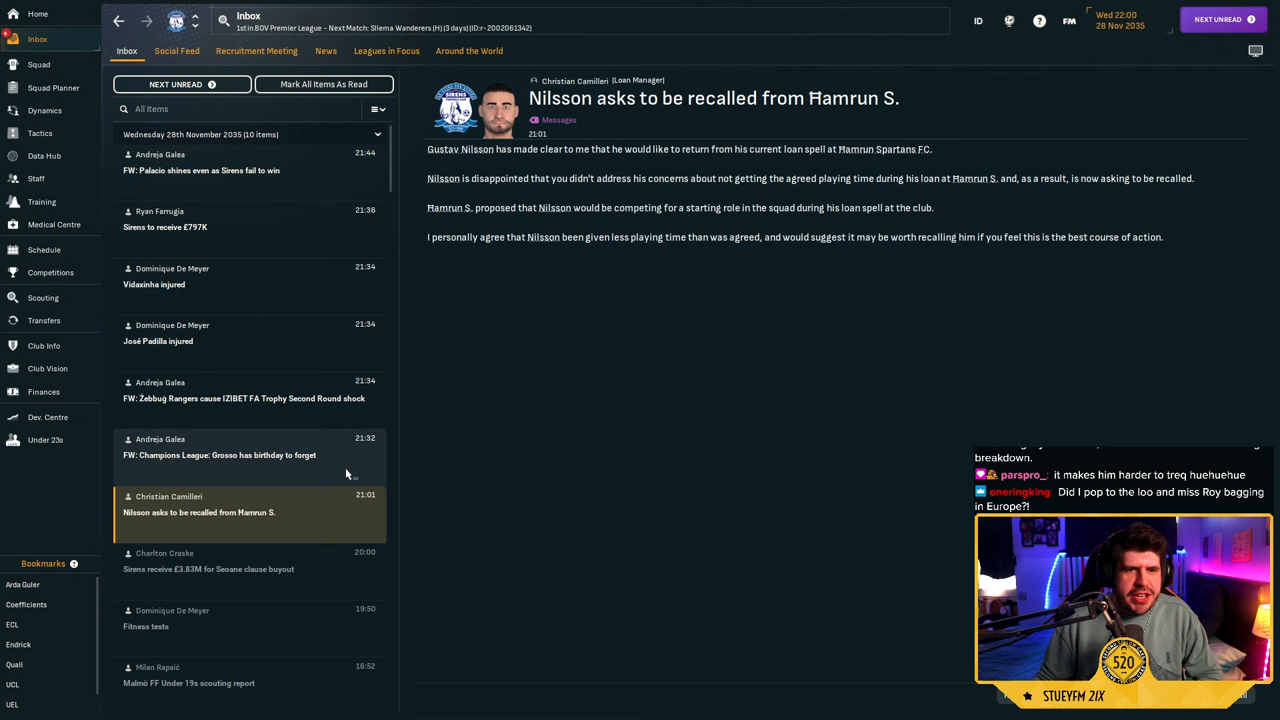 Home
Inbox
6
Squad
Squad Planner
Dynamics
Tactics
Data Hub
Staff
Training
Medical Centre
Schedule
Competitions
Scouting
Transfers
Club Info
Club Vision
Finances
Dev. Centre
Under 23s
Bookmarks ?
Arda Guler
Coefficients
ECL
Endrick
Quali
UCL
UEL
Inbox
1st in BOV Premier League - Next Match: Sliema Wanderers (H) (3 days) (ID:r-2002061342)
ID
?
FM
Wed 22:00
28 Nov 2035
NEXT UNREAD
Inbox
Social Feed
Recruitment Meeting
News
Leagues in Focus
Around the World
NEXT UNREAD
Mark All Items As Read
All Items
Wednesday 28th November 2035 (10 items)
Andreja Galea 21:44
FW: Palacio shines even as Sirens fail to win
Ryan Farrugia 21:36
Sirens to receive £797K
Dominique De Meyer 21:34
Vidaxinha injured
Dominique De Meyer 21:34
José Padilla injured
Andreja Galea 21:34
FW: Żebbuġ Rangers cause IZIBET FA Trophy Second Round shock
Andreja Galea 21:32
FW: Champions League: Grosso has birthday to forget
Christian Camilleri 21:01
Nilsson asks to be recalled from Ħamrun S.
Charlton Craske 20:00
Sirens receive £3.83M for Seoane clause buyout
Dominique De Meyer 19:50
Fitness tests
Milan Rapaić 16:52
Malmö FF Under 19s scouting report
Christian Camilleri (Loan Manager)
Nilsson asks to be recalled from Ħamrun S.
Messages
21:01
Gustav Nilsson has made clear to me that he would like to return from his current loan spell at Ħamrun Spartans FC.
Nilsson is disappointed that you didn't address his concerns about not getting the agreed playing time during his loan at Ħamrun S. and, as a result, is now asking to be recalled.
Ħamrun S. proposed that Nilsson would be competing for a starting role in the squad during his loan spell at the club.
I personally agree that Nilsson been given less playing time than was agreed, and would suggest it may be worth recalling him if you feel this is the best course of action.
breakdown.
parspro_: it makes him harder to treq huehuehue
oneringking: Did I pop to the loo and miss Roy bagging
in Europe?!
520
STUEYFM 21X